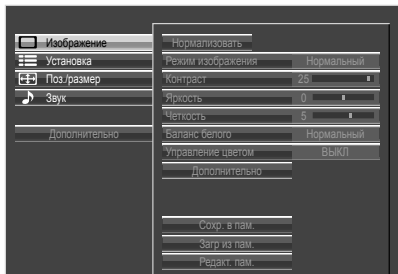 Изображение
Установка
Поз./размер
Звук
Дополнительно
Нормализовать
Режим изображения Нормальный
Контраст 25
Яркость 0
Четкость 5
Баланс белого Нормальный
Управление цветом ВЫКЛ
Дополнительно
Сохр. в пам.
Загр из пам.
Редакт. пам.